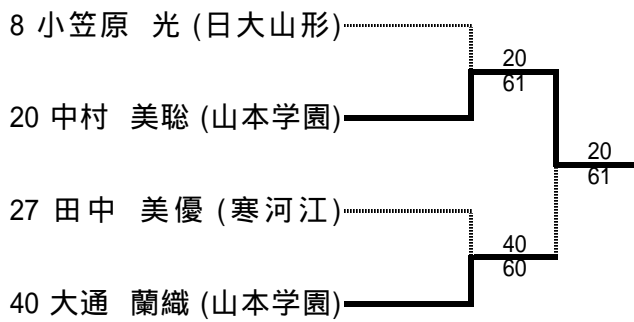 8 小笠原 光 (日大山形)
20
61
20 中村 美聡 (山本学園)
20
61
27 田中 美優 (寒河江)
40
60
40 大通 蘭織 (山本学園)